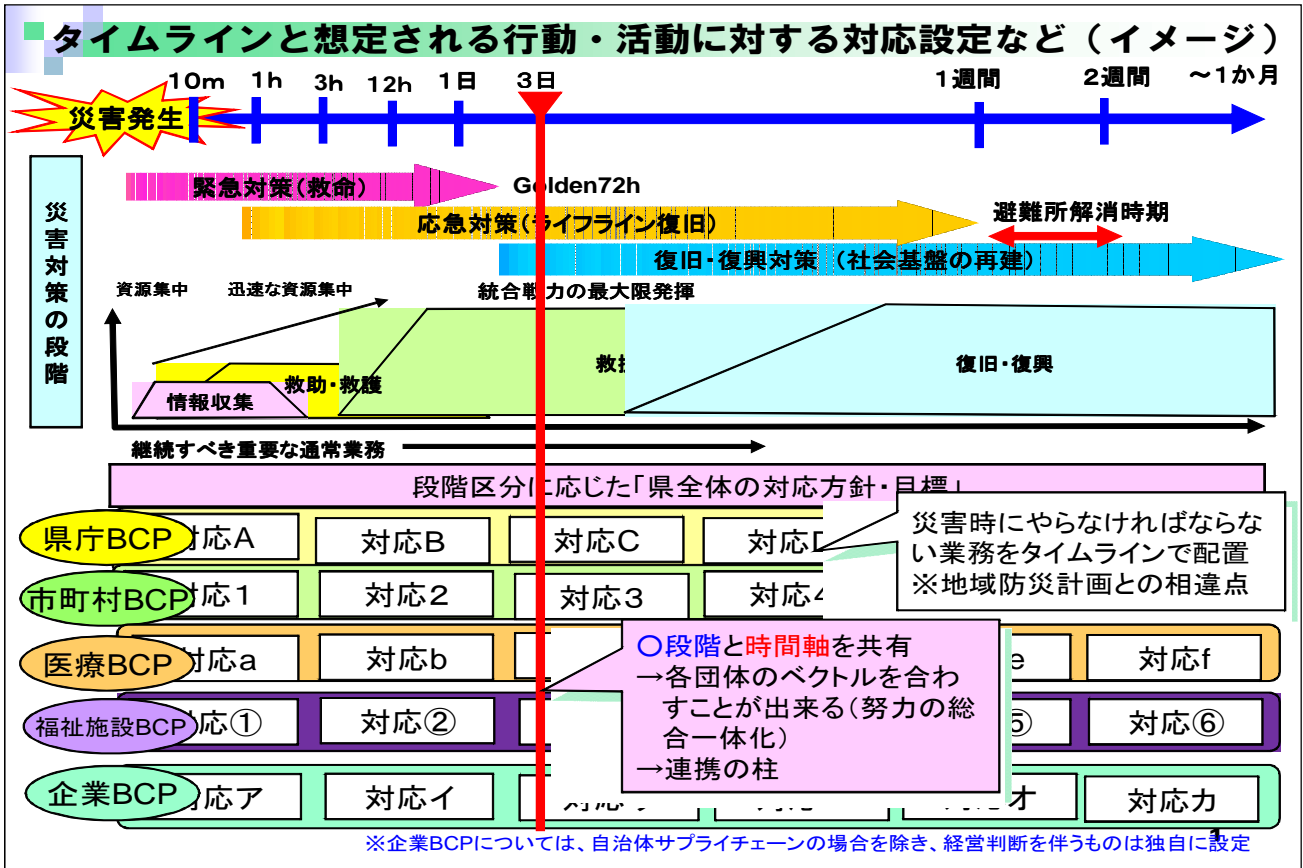 タイムラインと想定される行動・活動に対する対応設定など（イメージ）
10m 1h 3h 12h 1日 3日 1週間 2週間 ～1か月
災害発生
災害対策の段階
緊急対策（救命）
Golden72h
応急対策（ライフライン復旧）
避難所解消時期
復旧・復興対策 （社会基盤の再建）
資源集中
迅速な資源集中
統合戦力の最大限発揮
情報収集
救助・救護
救
復旧・復興
継続すべき重要な通常業務
段階区分に応じた「県全体の対応方針・目標」
県庁BCP 対応A 対応B 対応C 対応D
災害時にやらなければならな
い業務をタイムラインで配置
※地域防災計画との相違点
市町村BCP 応1 対応2 対応3 対応4
医療BCP 対応a 対応b e 対応f
〇段階と時間軸を共有
→各団体のベクトルを合わ
すことが出来る（努力の総
合一体化）
→連携の柱
福祉施設BCP 応① 対応② ⑤ 対応⑥
企業BCP 対応ア 対応イ オ 対応カ
※企業BCPについては、自治体サプライチェーンの場合を除き、経営判断を伴うものは独自に設定
1